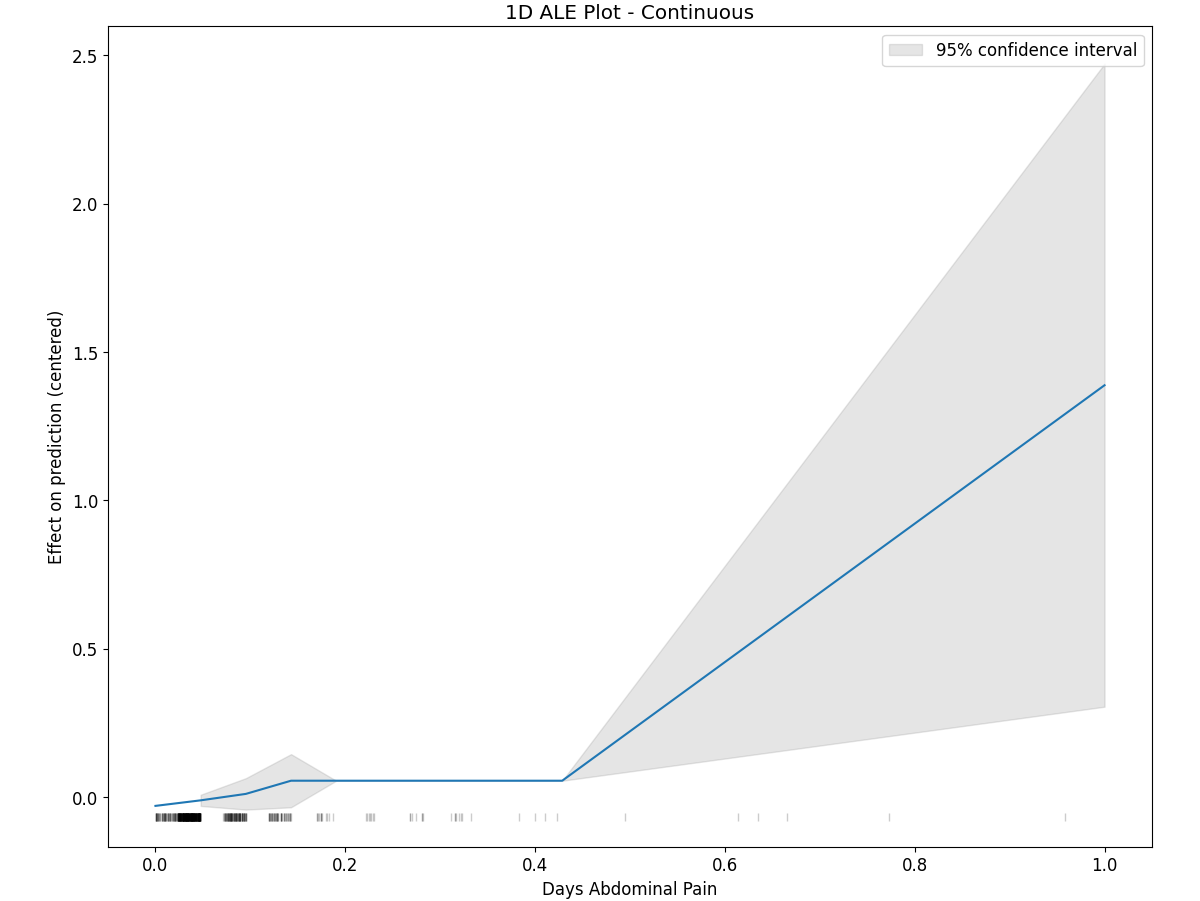 1D ALE Plot - Continuous
95% confidence interval
Effect on prediction (centered)
2.5
2.0
1.5
1.0
0.5
0.0
0.0 0.2 0.4 0.6 0.8 1.0
Days Abdominal Pain